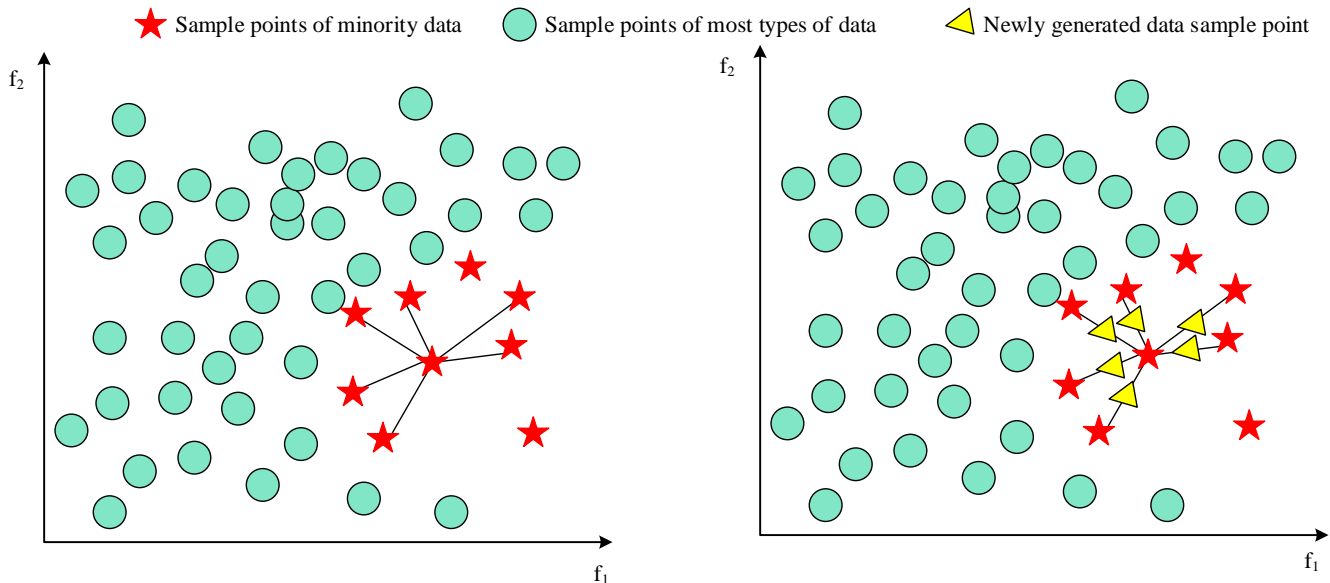 Sample points of minority data
Sample points of most types of data
Newly generated data sample point
f2
f2
f1
f1